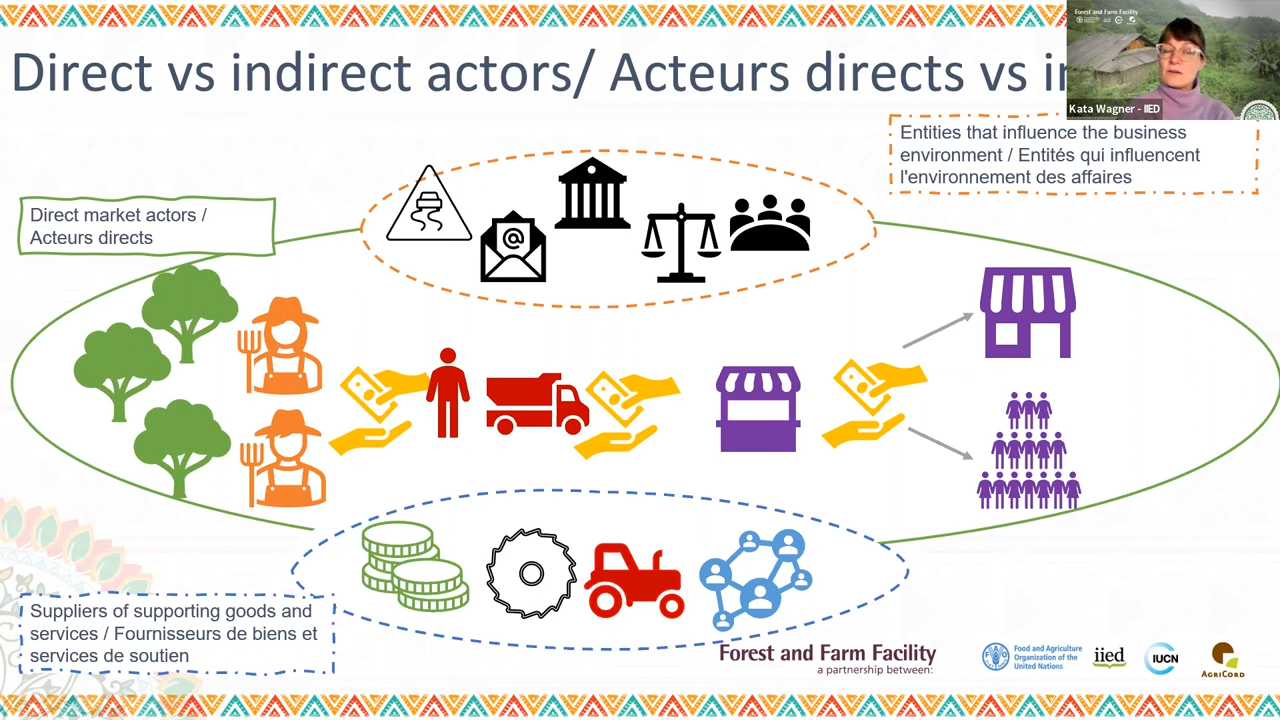 Direct vs indirect actors/ Acteurs directs vs
Forest and Farm Facility
Kata Wagner - IIED
Entities that influence the business
environment / Entités qui influencent
l'environnement des affaires
Direct market actors /
Acteurs directs
@
Suppliers of supporting goods and
services / Fournisseurs de biens et
services de soutien
Forest and Farm Facility
a partnership between:
FAO
Food and Agriculture
Organization of the
United Nations
iied
IUCN
AGRICORD